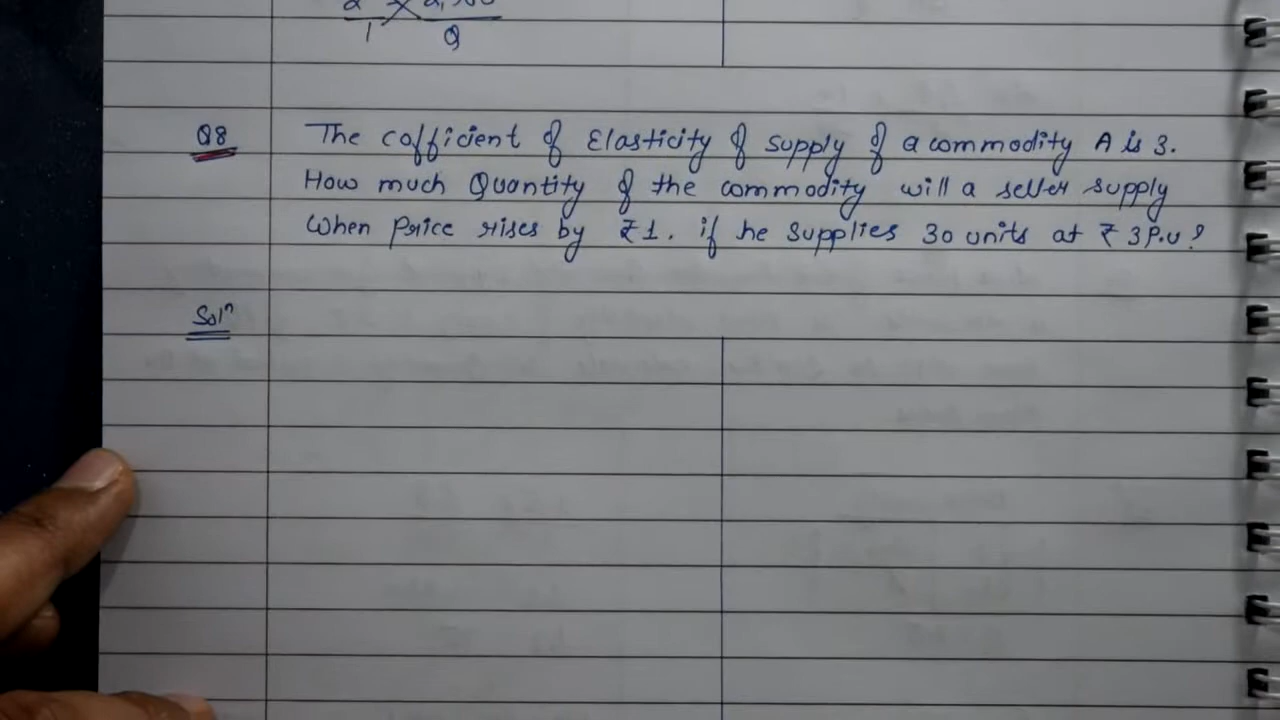 1 Q
Q8 The cofficient of Elasticity of supply of a commodity A is 3.
How much Quantity of the commodity will a seller supply
when price rises by ₹1. if he supplies 30 units at ₹ 3 P.U?
Solⁿ